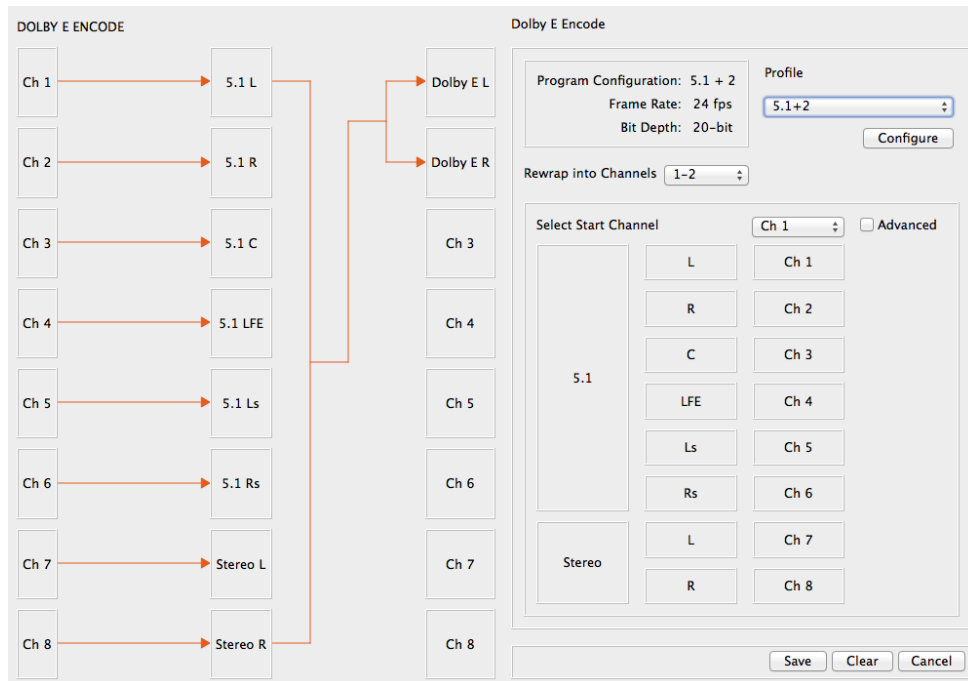 DOLBY E ENCODE
Ch 1
5.1 L
Dolby E L
Ch 2
5.1 R
Dolby E R
Ch 3
5.1 C
Ch 3
Ch 4
5.1 LFE
Ch 4
Ch 5
5.1 Ls
Ch 5
Ch 6
5.1 Rs
Ch 6
Ch 7
Stereo L
Ch 7
Ch 8
Stereo R
Ch 8
Dolby E Encode
Program Configuration: 5.1 + 2
Frame Rate: 24 fps
Bit Depth: 20-bit
Profile
5.1+2
Configure
Rewrap into Channels 1-2
Select Start Channel Ch 1 Advanced
5.1
L Ch 1
R Ch 2
C Ch 3
LFE Ch 4
Ls Ch 5
Rs Ch 6
Stereo
L Ch 7
R Ch 8
Save Clear Cancel